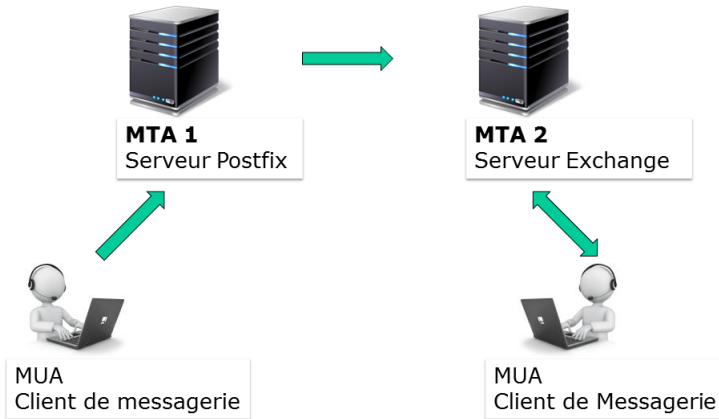 MTA 1
Serveur Postfix
MTA 2
Serveur Exchange
MUA
Client de messagerie
MUA
Client de Messagerie